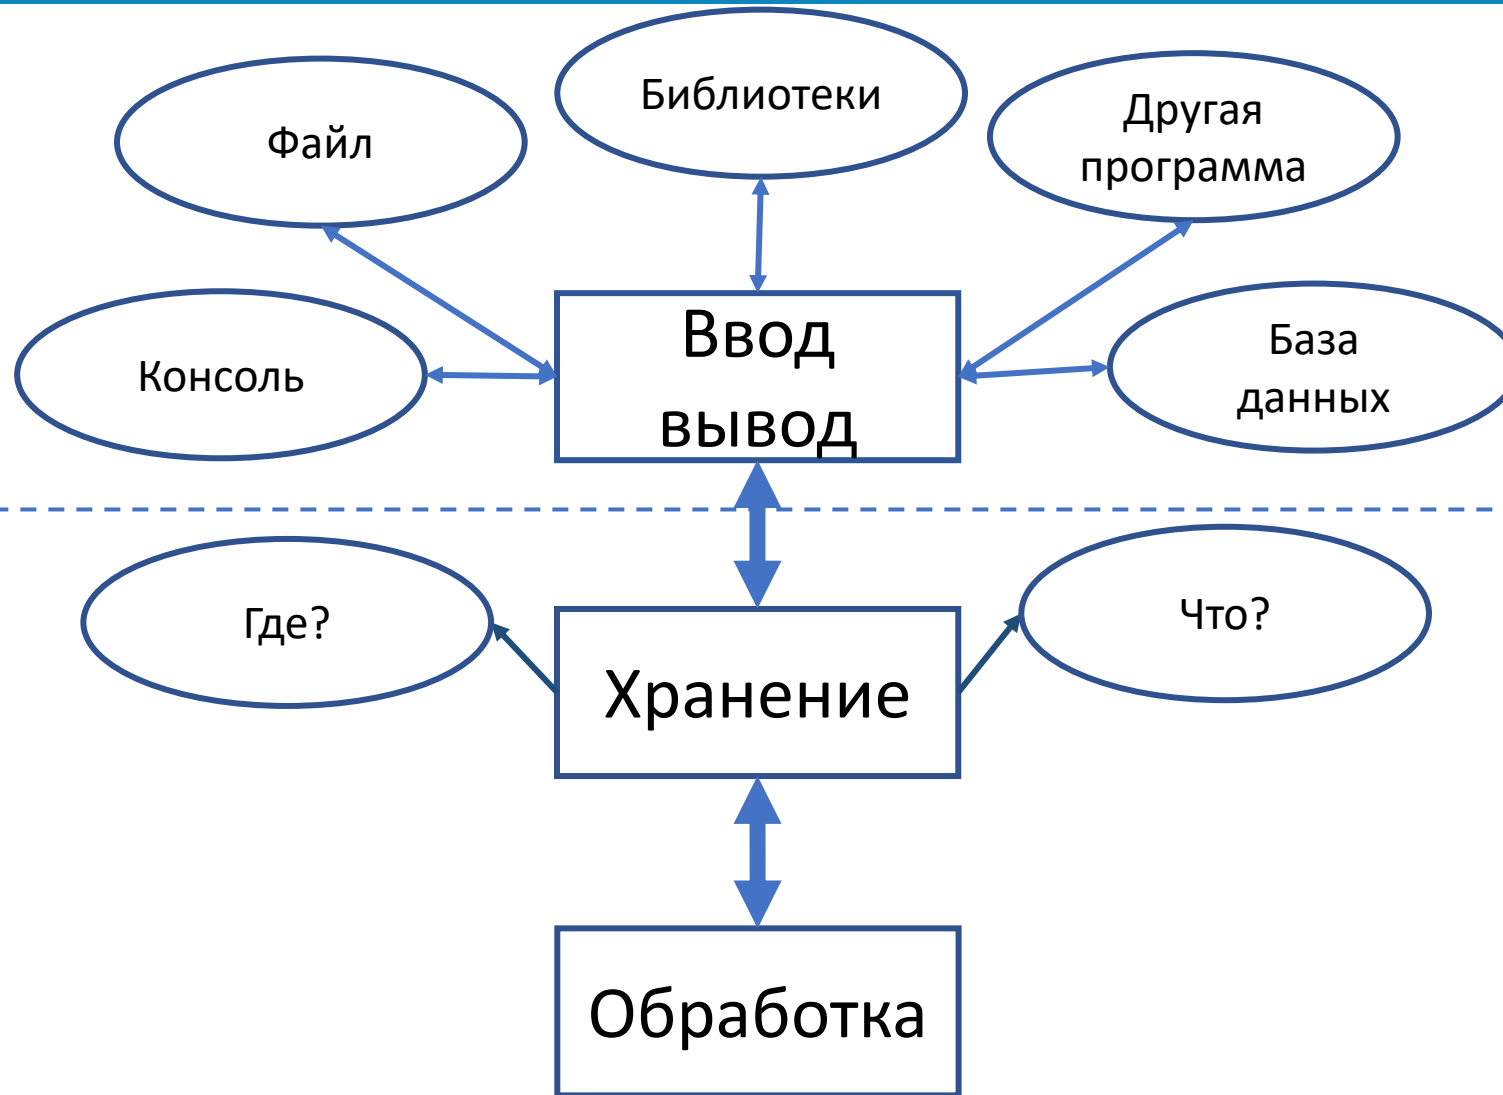 Библиотеки
Файл
Другая
программа
Консоль
Ввод
вывод
База
данных
Где?
Что?
Хранение
Обработка